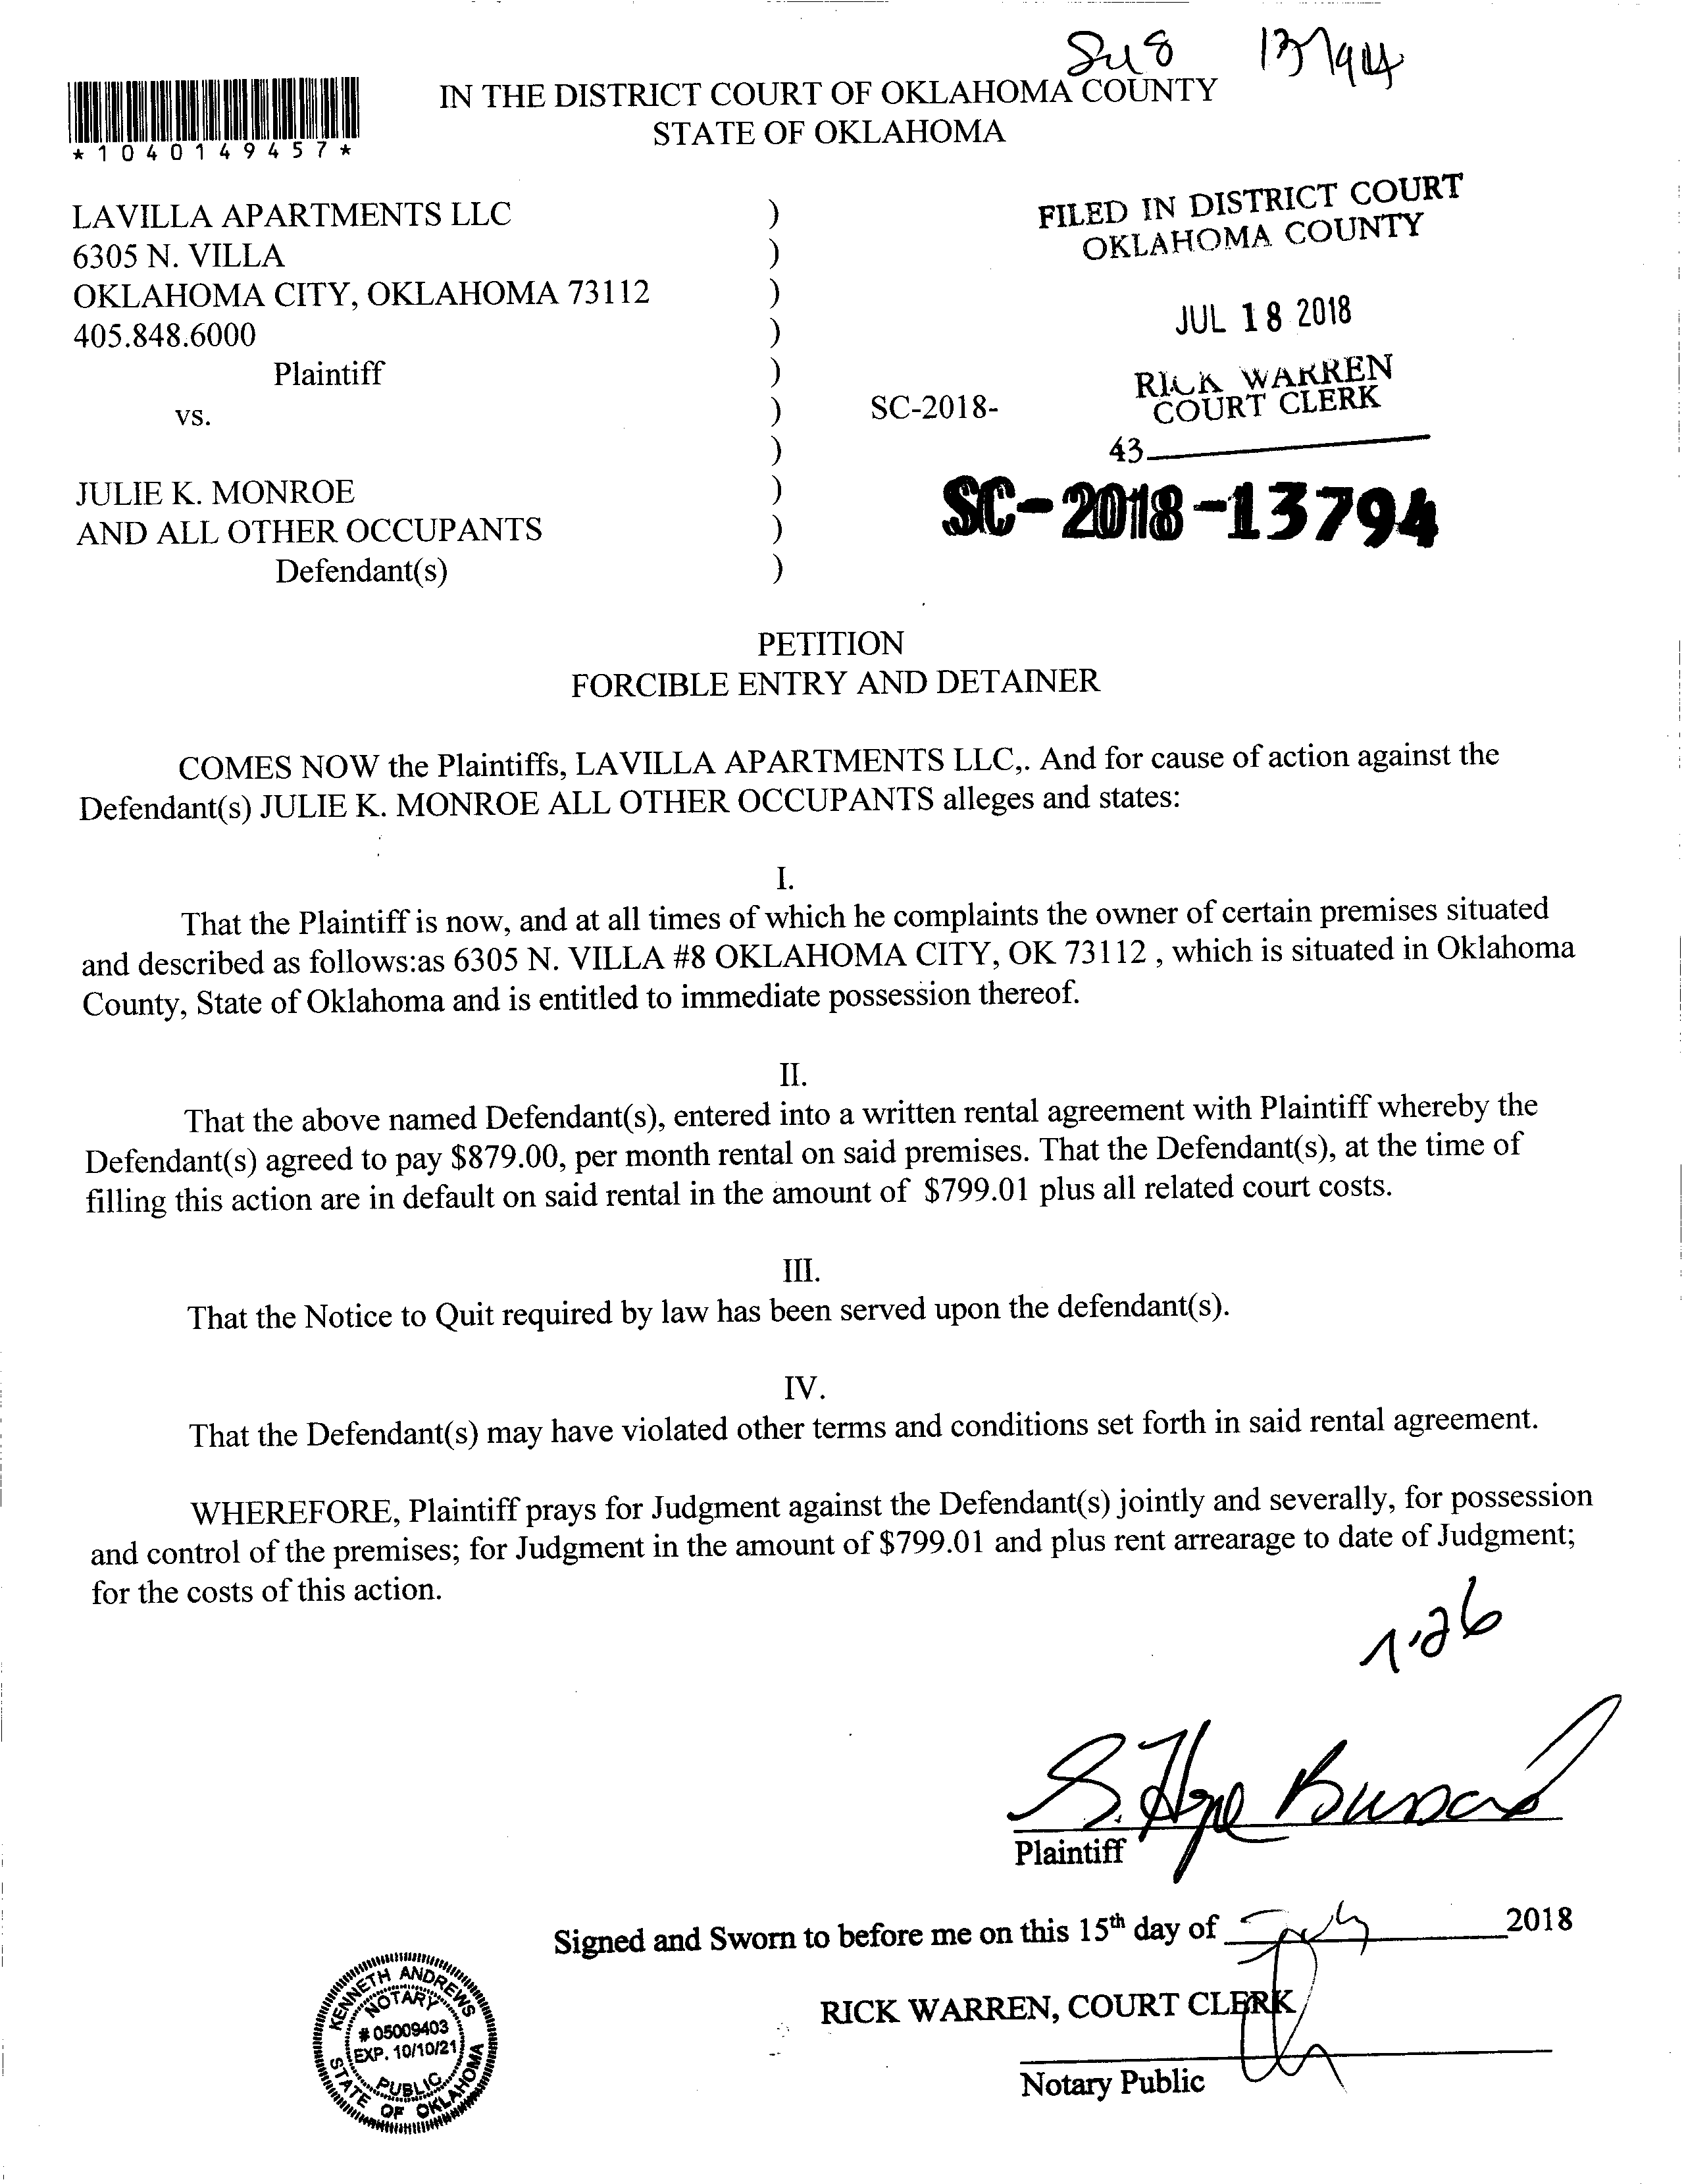 Su 8 13794
*1040149457*
IN THE DISTRICT COURT OF OKLAHOMA COUNTY
STATE OF OKLAHOMA
LAVILLA APARTMENTS LLC )
6305 N. VILLA )
OKLAHOMA CITY, OKLAHOMA 73112 )
405.848.6000 )
Plaintiff )
vs. )
)
JULIE K. MONROE )
AND ALL OTHER OCCUPANTS )
Defendant(s) )
FILED IN DISTRICT COURT
OKLAHOMA COUNTY
JUL 18 2018
RICK WARREN
COURT CLERK
SC-2018-
43
SC-2018-13794
PETITION
FORCIBLE ENTRY AND DETAINER
COMES NOW the Plaintiffs, LAVILLA APARTMENTS LLC,. And for cause of action against the
Defendant(s) JULIE K. MONROE ALL OTHER OCCUPANTS alleges and states:
I.
That the Plaintiff is now, and at all times of which he complaints the owner of certain premises situated
and described as follows:as 6305 N. VILLA #8 OKLAHOMA CITY, OK 73112 , which is situated in Oklahoma
County, State of Oklahoma and is entitled to immediate possession thereof.
II.
That the above named Defendant(s), entered into a written rental agreement with Plaintiff whereby the
Defendant(s) agreed to pay $879.00, per month rental on said premises. That the Defendant(s), at the time of
filling this action are in default on said rental in the amount of $799.01 plus all related court costs.
III.
That the Notice to Quit required by law has been served upon the defendant(s).
IV.
That the Defendant(s) may have violated other terms and conditions set forth in said rental agreement.
WHEREFORE, Plaintiff prays for Judgment against the Defendant(s) jointly and severally, for possession
and control of the premises; for Judgment in the amount of $799.01 and plus rent arrearage to date of Judgment;
for the costs of this action.
7.26
S. Hope Bussard
Plaintiff
Signed and Sworn to before me on this 15th day of July 2018
RICK WARREN, COURT CLERK
Notary Public
KENNETH ANDREWS
NOTARY
# 05009403
EXP. 10/10/21
PUBLIC
STATE OF OKLAHOMA